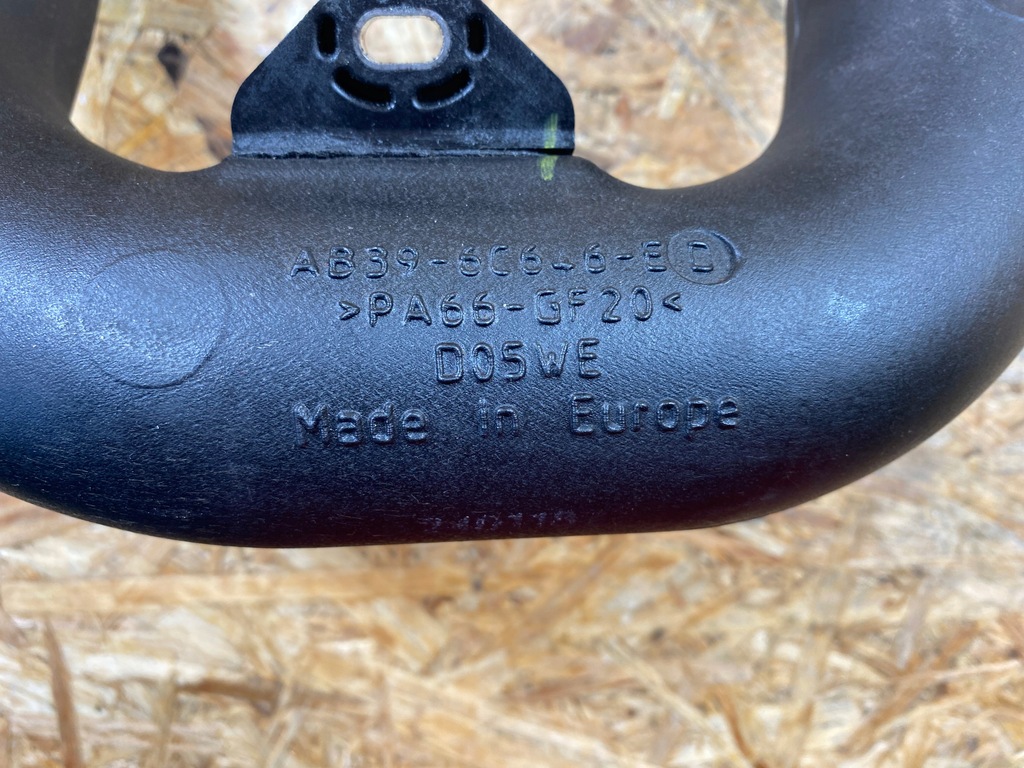 AB39-6C646-ED
>PA66-GF20<
D05WE
Made in Europe